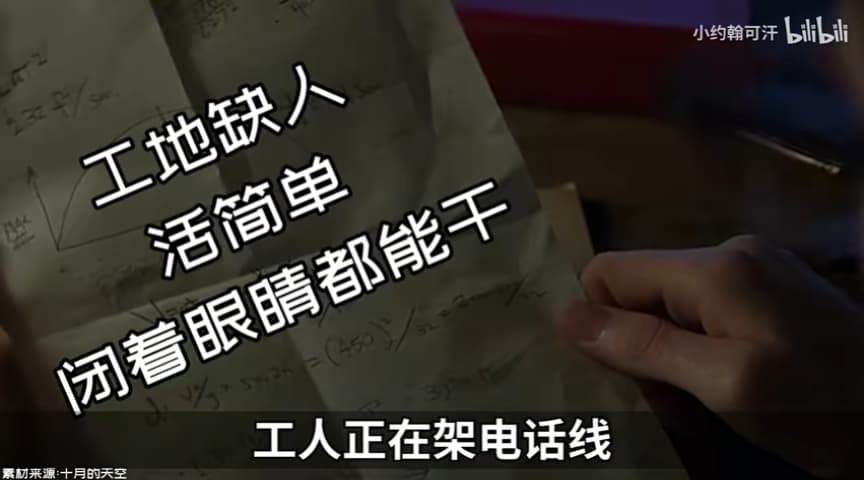 小约翰可汗 bilibili
工地缺人
活简单
闭着眼睛都能干
工人正在架电话线
素材来源:十月的天空